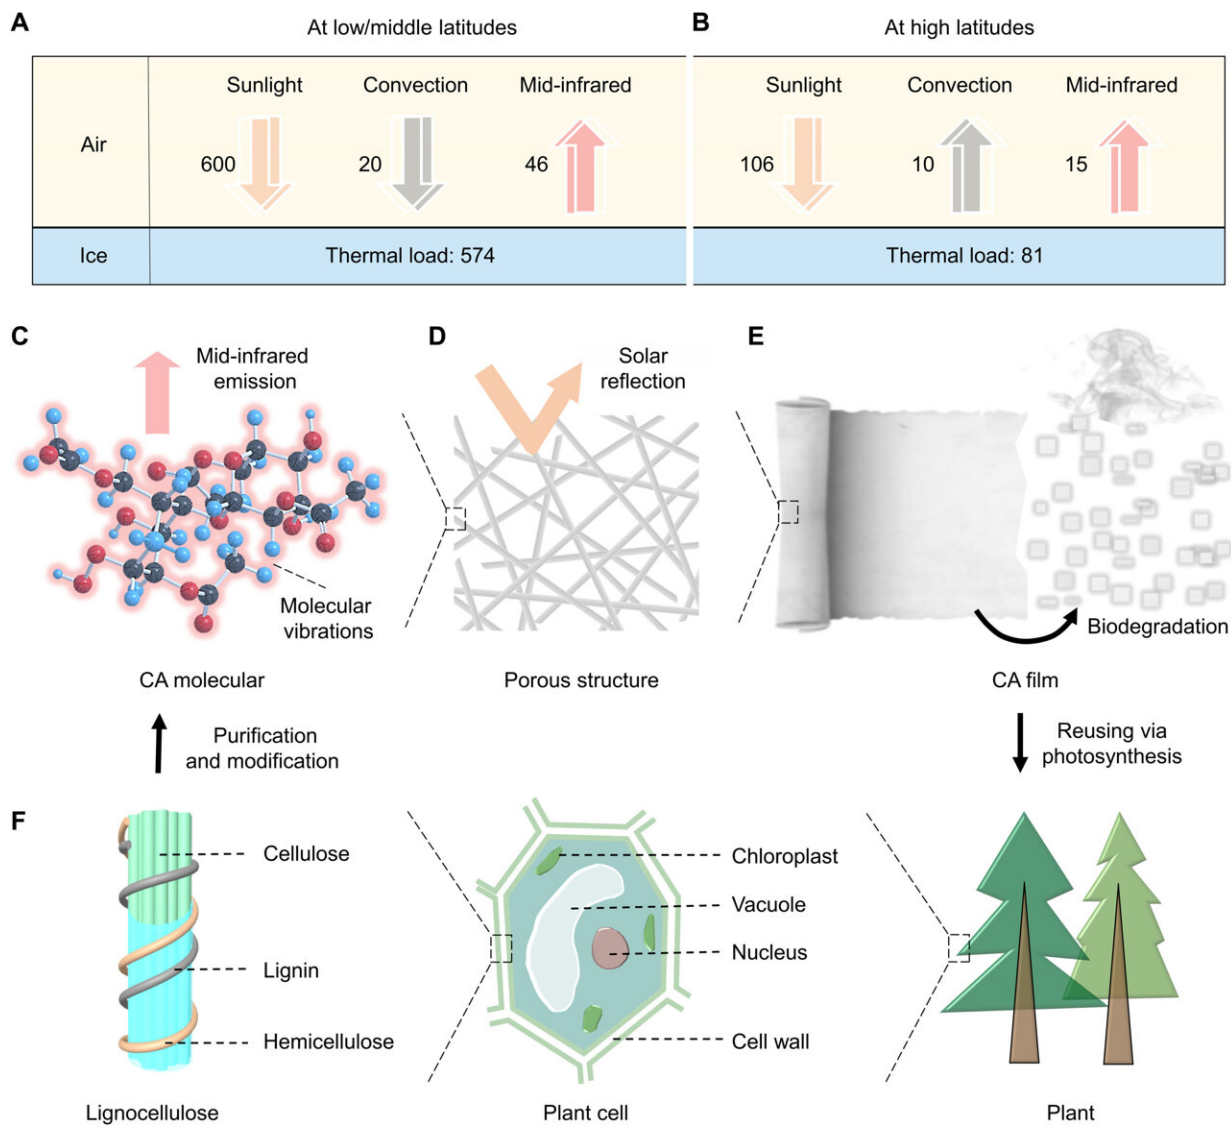 A
At low/middle latitudes
B
At high latitudes
Air
Sunlight
Convection
Mid-infrared
600
20
46
Sunlight
Convection
Mid-infrared
106
10
15
Ice
Thermal load: 574
Thermal load: 81
C
Mid-infrared
emission
Molecular
vibrations
CA molecular
D
Solar
reflection
Porous structure
E
Biodegradation
CA film
Purification
and modification
Reusing via
photosynthesis
F
Cellulose
Lignin
Hemicellulose
Lignocellulose
Chloroplast
Vacuole
Nucleus
Cell wall
Plant cell
Plant